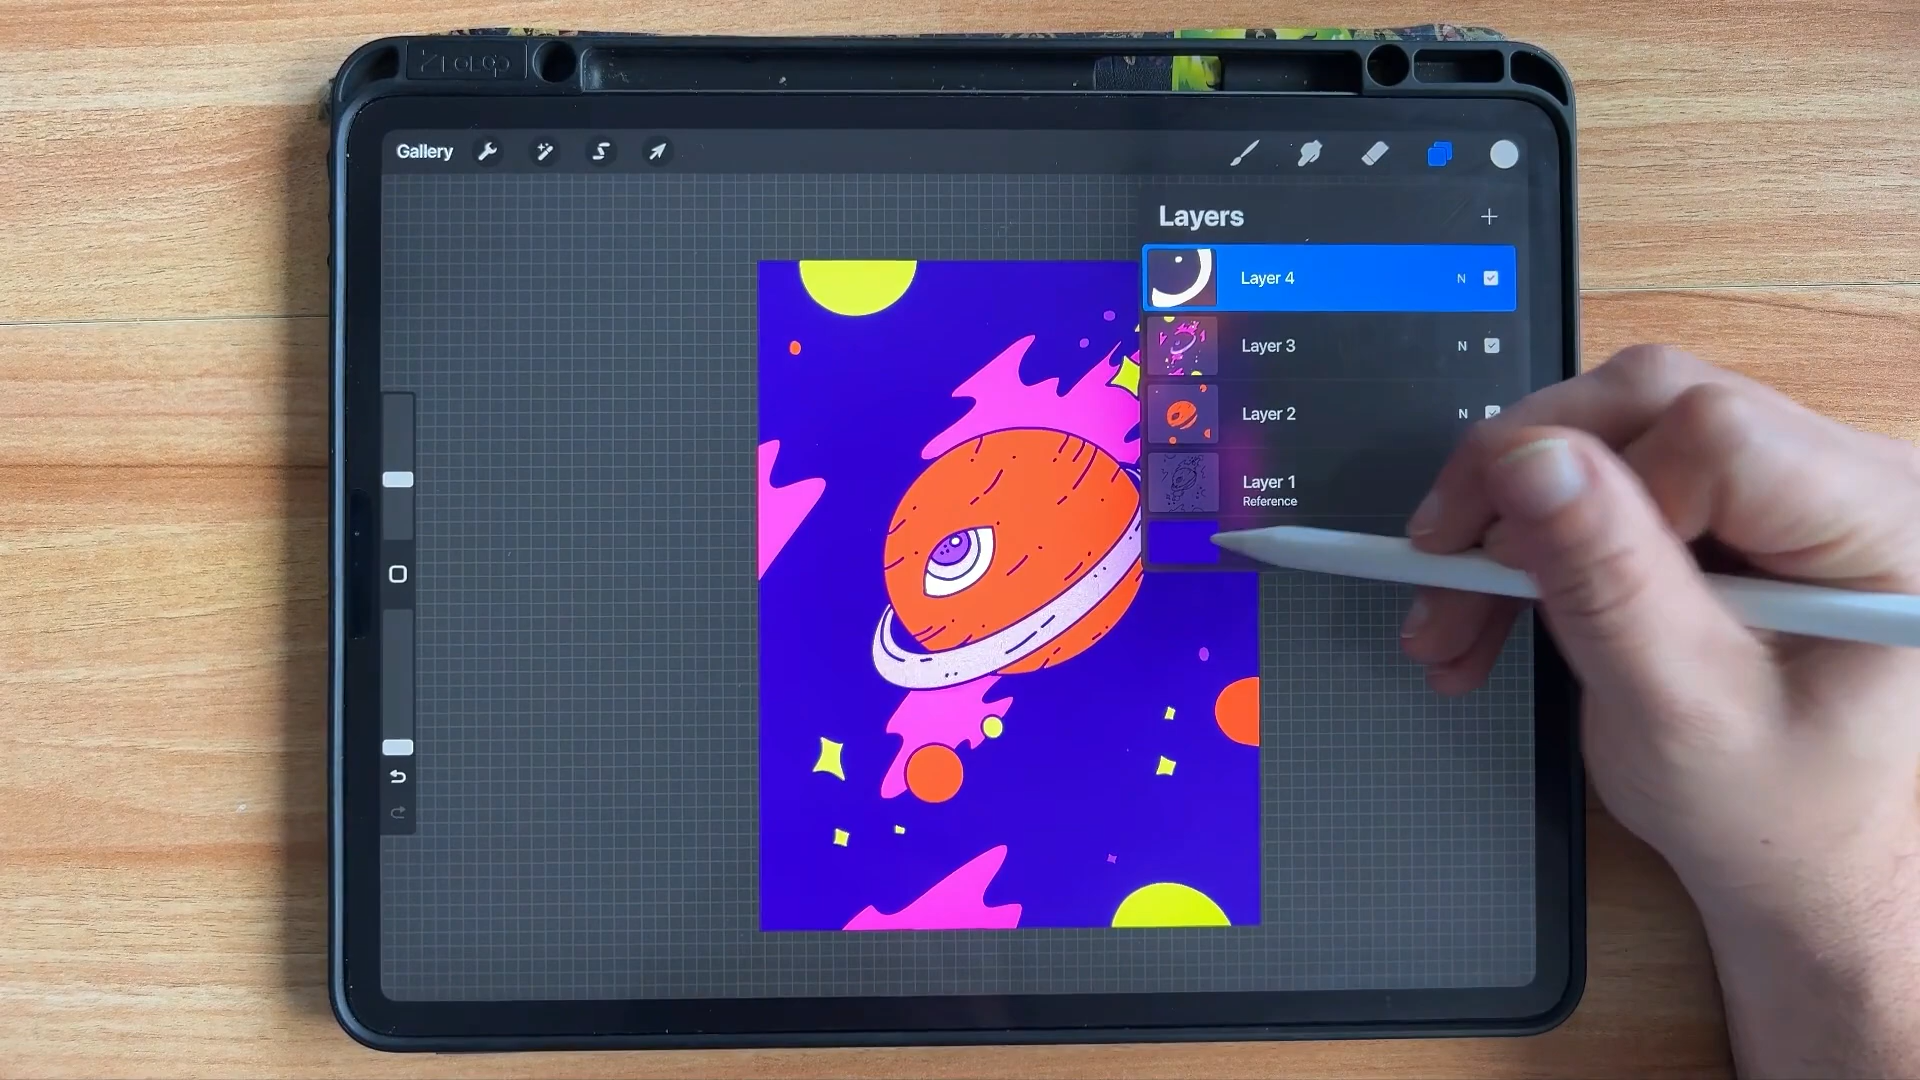 Gallery
Layers
Layer 4
N
Layer 3
N
Layer 2
N
Layer 1
Reference